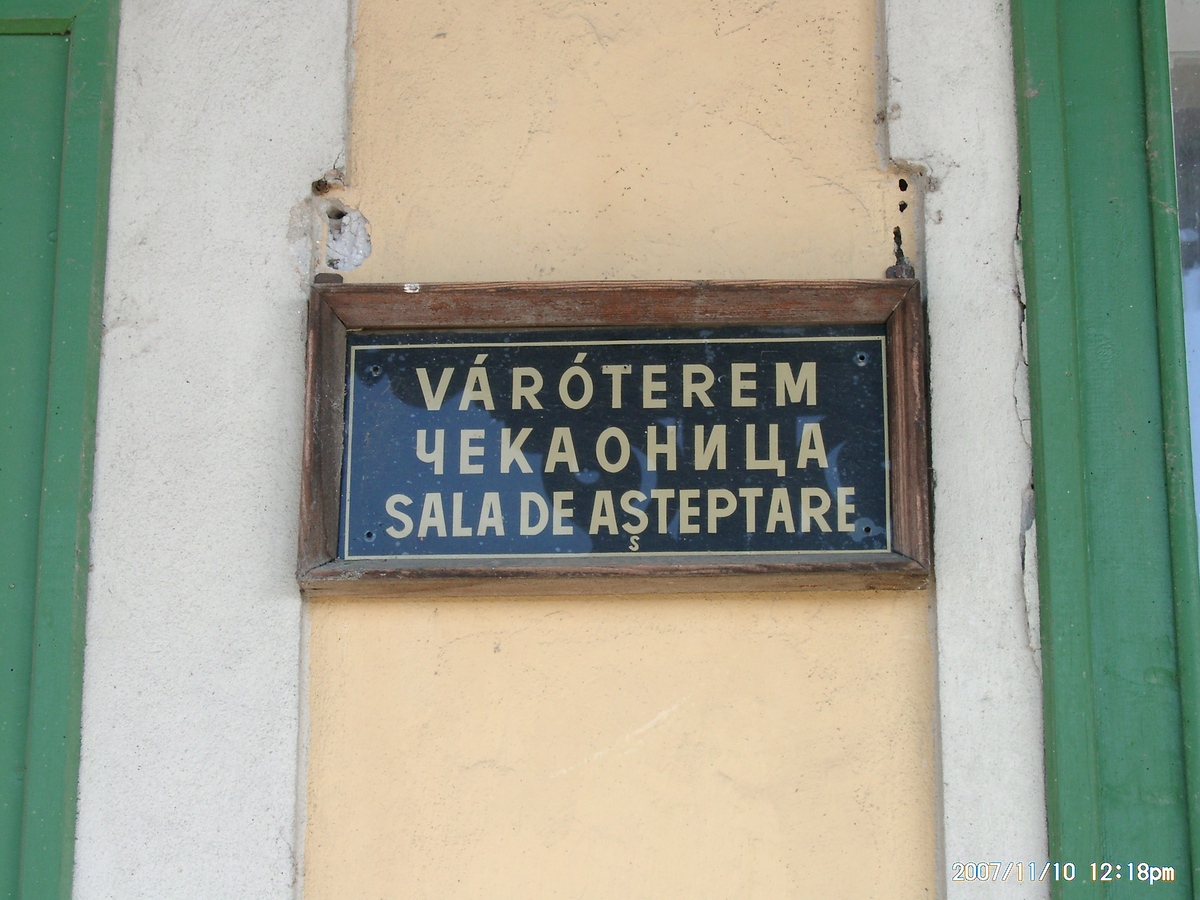 VÁRÓTEREM
ЧЕКАОНИЦА
SALA DE AȘTEPTARE
2007/11/10 12:18pm